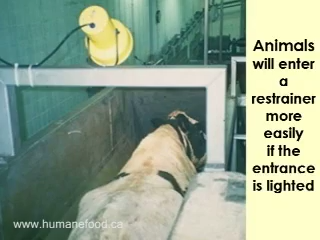 Animals
will enter
a
restrainer
more
easily
if the
entrance
is lighted
www.humanefood.ca